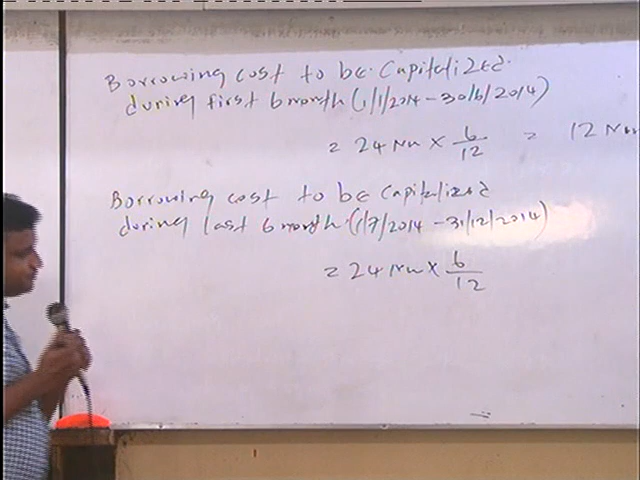 Borrowing cost to be Capitalized
during first 6 month (1/1/2014 - 30/6/2014)
= 24 Mn × 6/12 = 12 Mn
Borrowing cost to be capitalized
during last 6 month (1/7/2014 - 31/12/2014)
= 24 Mn × 6/12